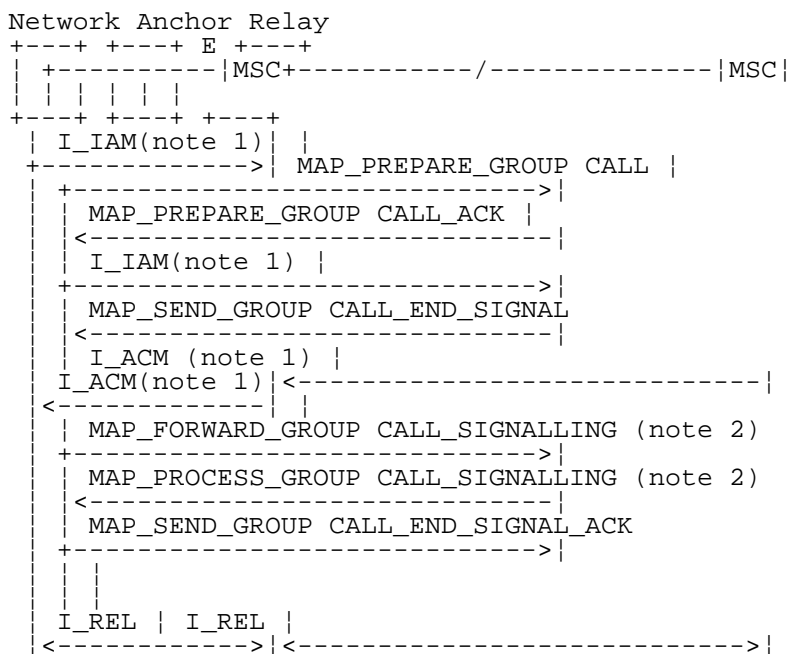 Network Anchor Relay
+---+ +---+ E +---+
¦ +----------¦MSC+-----------/--------------¦MSC¦
¦ ¦ ¦ ¦ ¦ ¦
+---+ +---+ +---+
¦ I_IAM(note 1)¦ ¦
+------------->¦ MAP_PREPARE_GROUP CALL ¦
¦ +----------------------------->¦
¦ ¦ MAP_PREPARE_GROUP CALL_ACK ¦
¦ ¦<-----------------------------¦
¦ ¦ I_IAM(note 1) ¦
¦ +----------------------------->¦
¦ ¦ MAP_SEND_GROUP CALL_END_SIGNAL
¦ ¦<-----------------------------¦
¦ ¦ I_ACM (note 1) ¦
¦ I_ACM(note 1)¦<-----------------------------¦
¦<-------------¦ ¦
¦ ¦ MAP_FORWARD_GROUP CALL_SIGNALLING (note 2)
¦ +----------------------------->¦
¦ ¦ MAP_PROCESS_GROUP CALL_SIGNALLING (note 2)
¦ ¦<-----------------------------¦
¦ ¦ MAP_SEND_GROUP CALL_END_SIGNAL_ACK
¦ +----------------------------->¦
¦ ¦ ¦
¦ ¦ ¦
¦ I_REL ¦ I_REL ¦
¦<------------>¦<---------------------------->¦